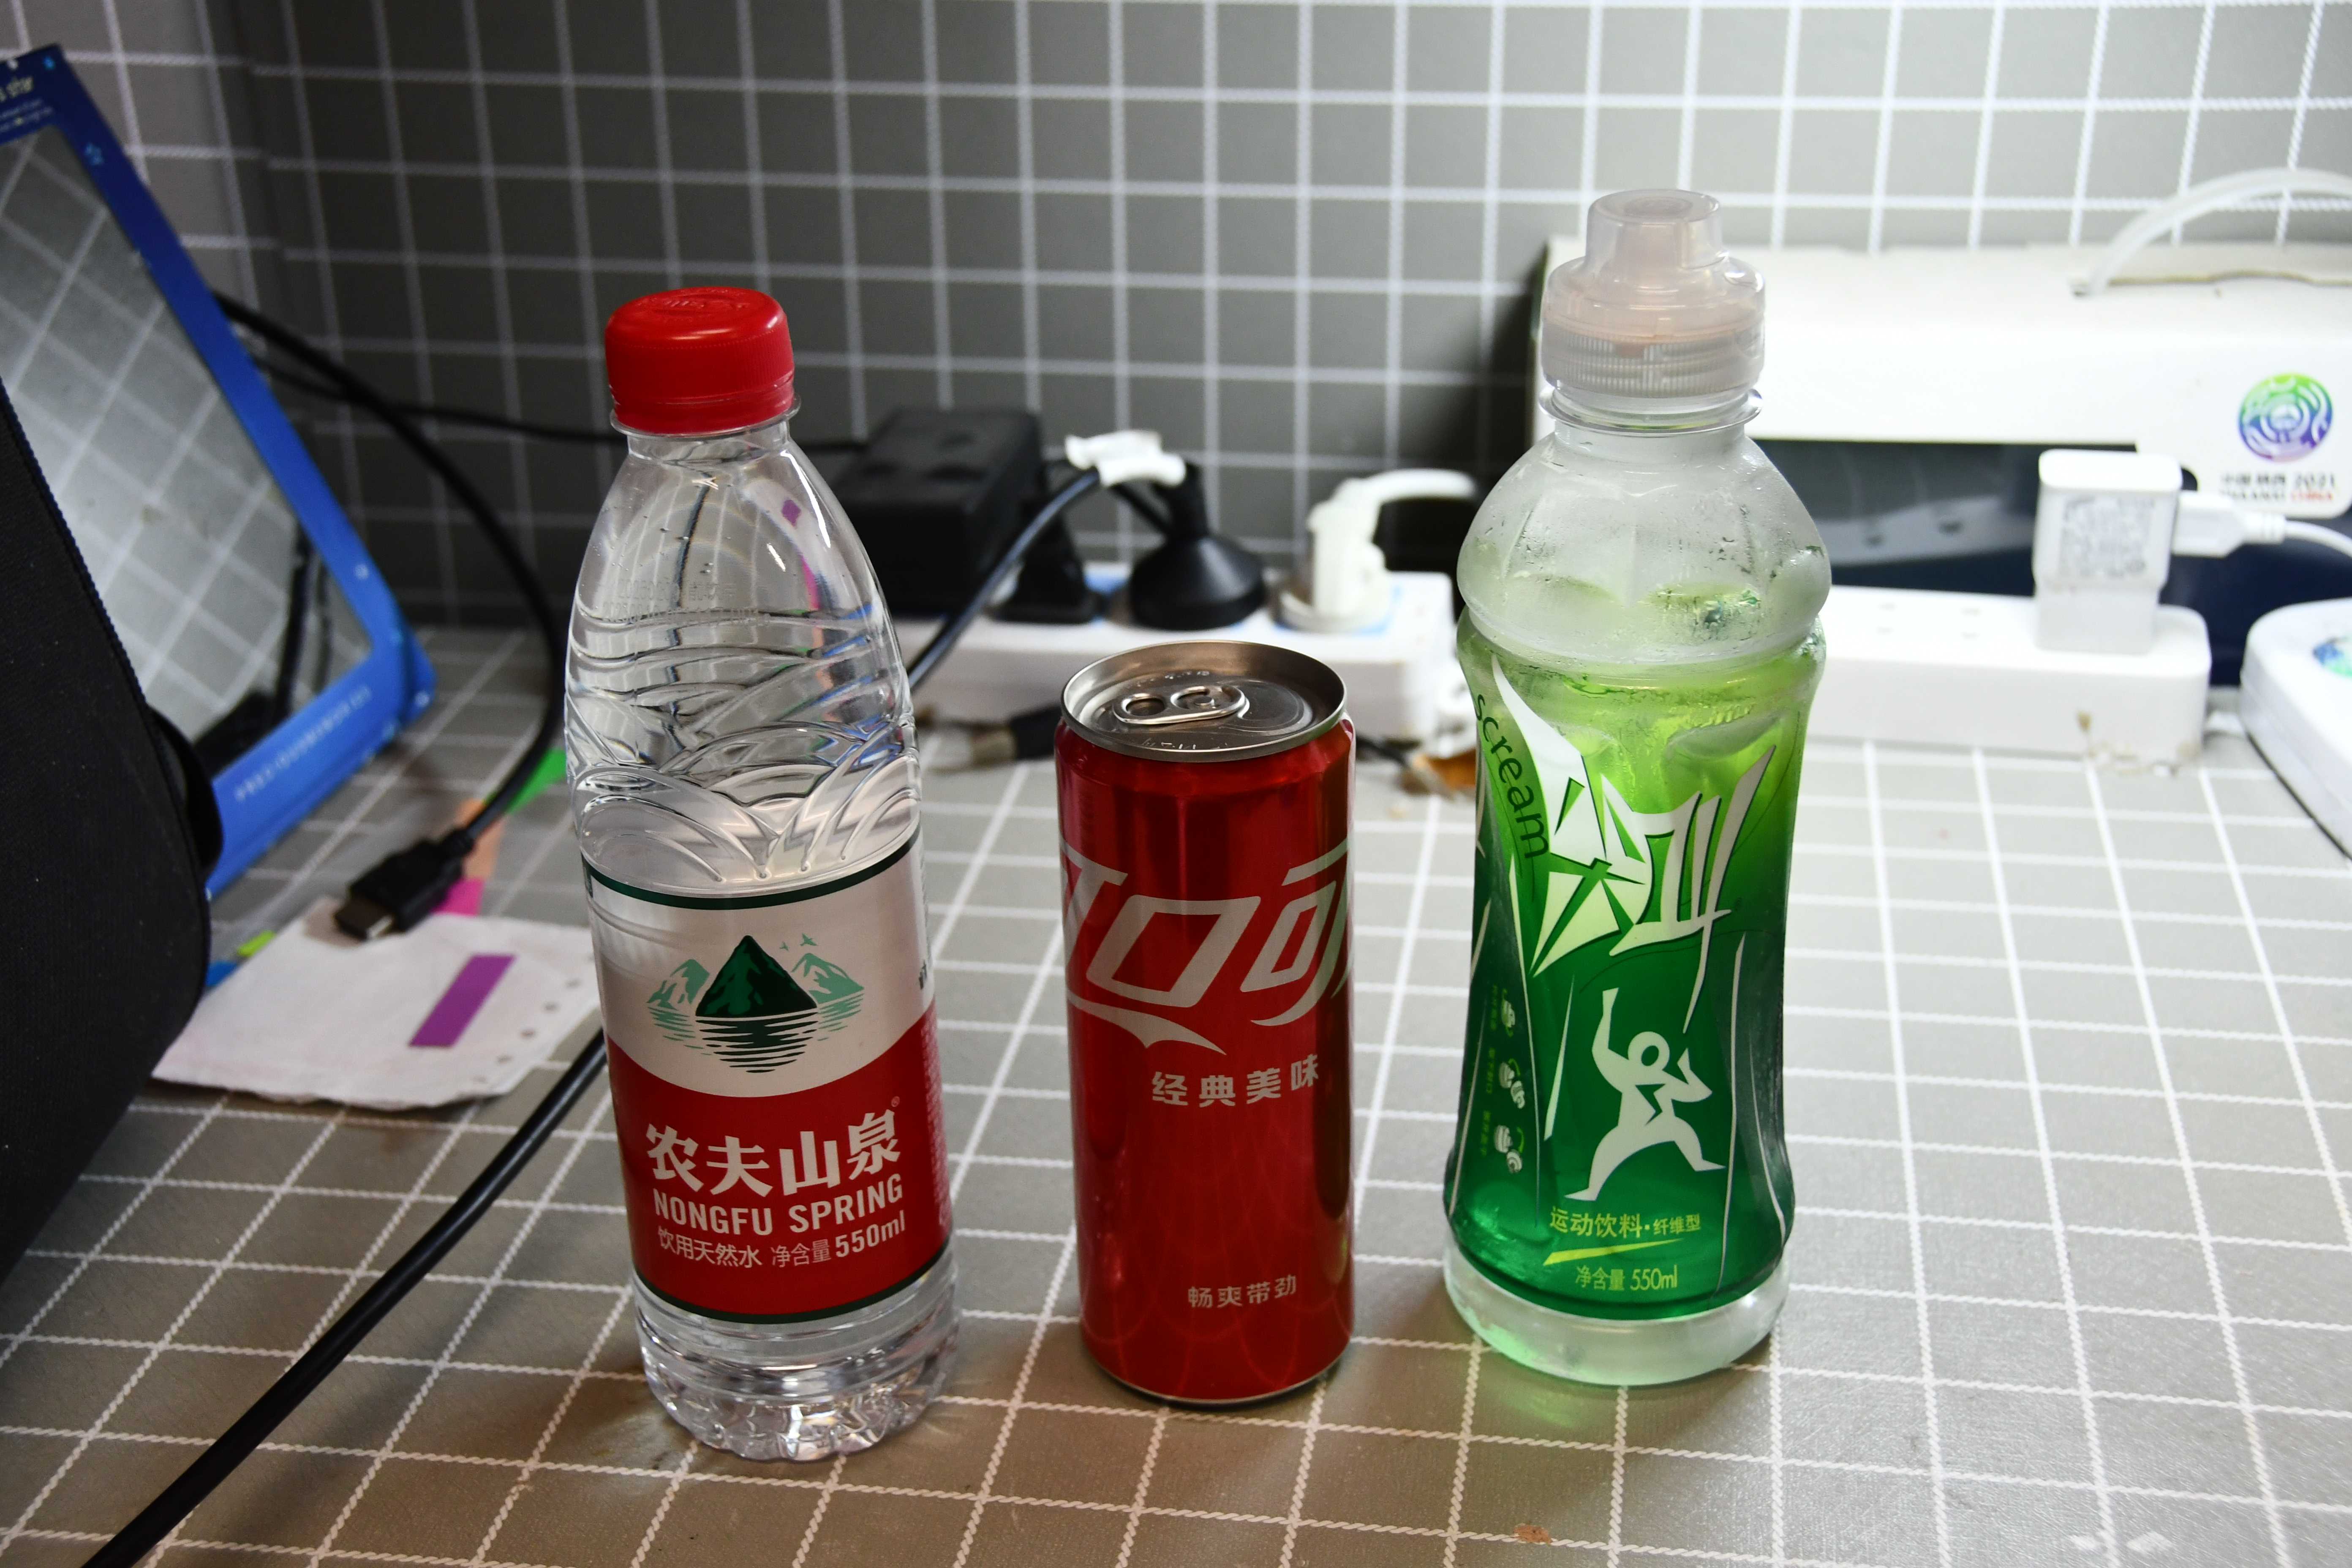 农夫山泉®
NONGFU SPRING
饮用天然水 净含量550ml
口可
经典美味
畅爽带劲
scream
尖叫
运动饮料·纤维型
净含量 550ml
2021